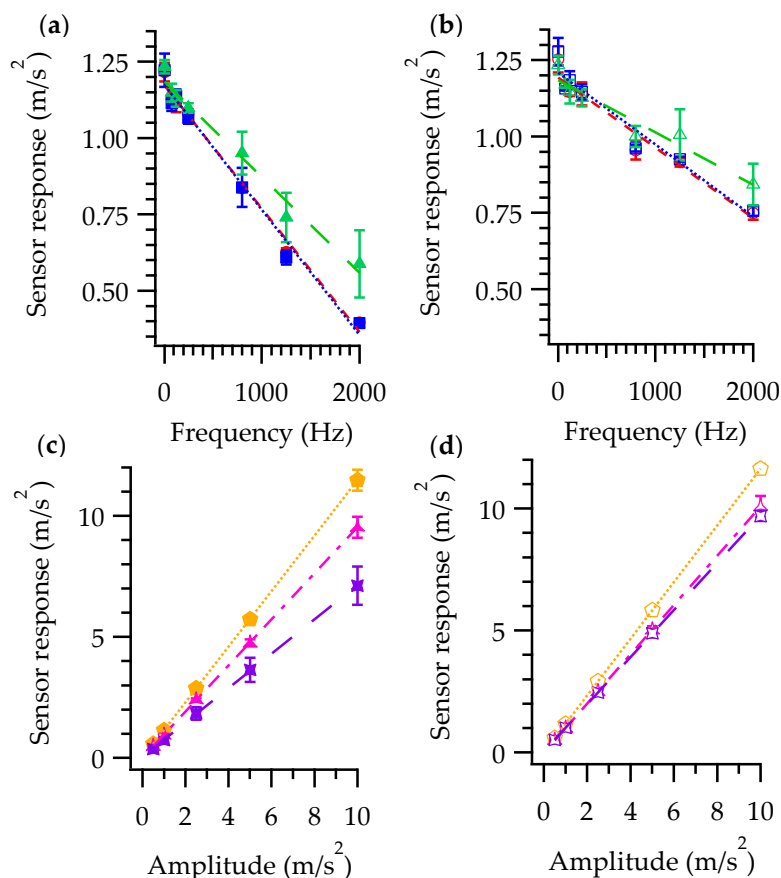 (a)
(b)
Sensor response (m/s²)
1.25
1.00
0.75
0.50
0
1000
2000
Frequency (Hz)
Sensor response (m/s²)
1.25
1.00
0.75
0.50
0
1000
2000
Frequency (Hz)
(c)
(d)
Sensor response (m/s²)
10
5
0
0
2
4
6
8
10
Amplitude (m/s²)
Sensor response (m/s²)
10
5
0
0
2
4
6
8
10
Amplitude (m/s²)